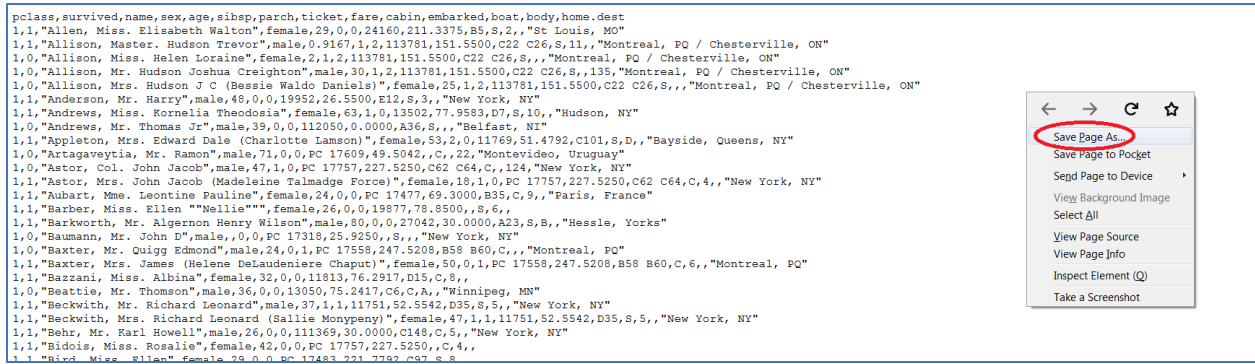 pclass,survived,name,sex,age,sibsp,parch,ticket,fare,cabin,embarked,boat,body,home.dest
1,1,"Allen, Miss. Elisabeth Walton",female,29,0,0,24160,211.3375,B5,S,2,,"St Louis, MO"
1,1,"Allison, Master. Hudson Trevor",male,0.9167,1,2,113781,151.5500,C22 C26,S,11,,"Montreal, PQ / Chesterville, ON"
1,0,"Allison, Miss. Helen Loraine",female,2,1,2,113781,151.5500,C22 C26,S,,,"Montreal, PQ / Chesterville, ON"
1,0,"Allison, Mr. Hudson Joshua Creighton",male,30,1,2,113781,151.5500,C22 C26,S,,135,"Montreal, PQ / Chesterville, ON"
1,0,"Allison, Mrs. Hudson J C (Bessie Waldo Daniels)",female,25,1,2,113781,151.5500,C22 C26,S,,,"Montreal, PQ / Chesterville, ON"
1,1,"Anderson, Mr. Harry",male,48,0,0,19952,26.5500,E12,S,3,,"New York, NY"
1,1,"Andrews, Miss. Kornelia Theodosia",female,63,1,0,13502,77.9583,D7,S,10,,"Hudson, NY"
1,0,"Andrews, Mr. Thomas Jr",male,39,0,0,112050,0.0000,A36,S,,,"Belfast, NI"
1,1,"Appleton, Mrs. Edward Dale (Charlotte Lamson)",female,53,2,0,11769,51.4792,C101,S,D,,"Bayside, Queens, NY"
1,0,"Artagaveytia, Mr. Ramon",male,71,0,0,PC 17609,49.5042,,C,,22,"Montevideo, Uruguay"
1,0,"Astor, Col. John Jacob",male,47,1,0,PC 17757,227.5250,C62 C64,C,,124,"New York, NY"
1,1,"Astor, Mrs. John Jacob (Madeleine Talmadge Force)",female,18,1,0,PC 17757,227.5250,C62 C64,C,4,,"New York, NY"
1,1,"Aubart, Mme. Leontine Pauline",female,24,0,0,PC 17477,69.3000,B35,C,9,,"Paris, France"
1,1,"Barber, Miss. Ellen ""Nellie""",female,26,0,0,19877,78.8500,,S,6,,
1,1,"Barkworth, Mr. Algernon Henry Wilson",male,80,0,0,27042,30.0000,A23,S,B,,"Hessle, Yorks"
1,0,"Baumann, Mr. John D",male,,0,0,PC 17318,25.9250,,S,,,"New York, NY"
1,0,"Baxter, Mr. Quigg Edmond",male,24,0,1,PC 17558,247.5208,B58 B60,C,,,"Montreal, PQ"
1,1,"Baxter, Mrs. James (Helene DeLaudeniere Chaput)",female,50,0,1,PC 17558,247.5208,B58 B60,C,6,,"Montreal, PQ"
1,1,"Bazzani, Miss. Albina",female,32,0,0,11813,76.2917,D15,C,8,,
1,0,"Beattie, Mr. Thomson",male,36,0,0,13050,75.2417,C6,C,A,,"Winnipeg, MN"
1,1,"Beckwith, Mr. Richard Leonard",male,37,1,1,11751,52.5542,D35,S,5,,"New York, NY"
1,1,"Beckwith, Mrs. Richard Leonard (Sallie Monypeny)",female,47,1,1,11751,52.5542,D35,S,5,,"New York, NY"
1,1,"Behr, Mr. Karl Howell",male,26,0,0,111369,30.0000,C148,C,5,,"New York, NY"
1,1,"Bidois, Miss. Rosalie",female,42,0,0,PC 17757,227.5250,,C,4,,
1,1,"Bird, Miss. Ellen",female,29,0,0,PC 17483,221.7792,C97,S,8,,
Save Page As...
Save Page to Pocket
Send Page to Device
View Background Image
Select All
View Page Source
View Page Info
Inspect Element (Q)
Take a Screenshot